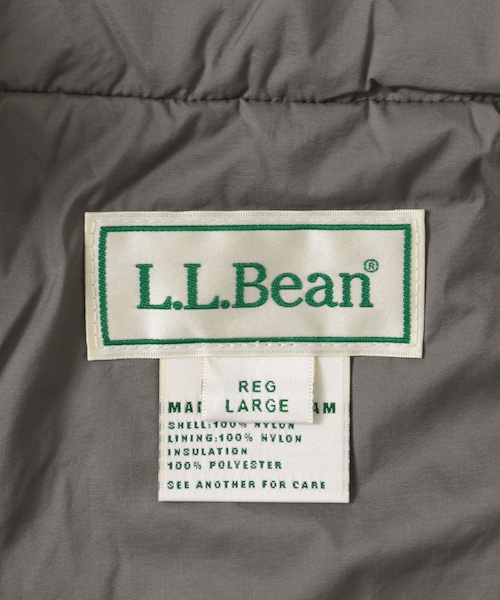 L.L.Bean®
REG
LARGE
SHELL:100% NYLON
LINING:100% NYLON
INSULATION
100% POLYESTER
SEE ANOTHER FOR CARE